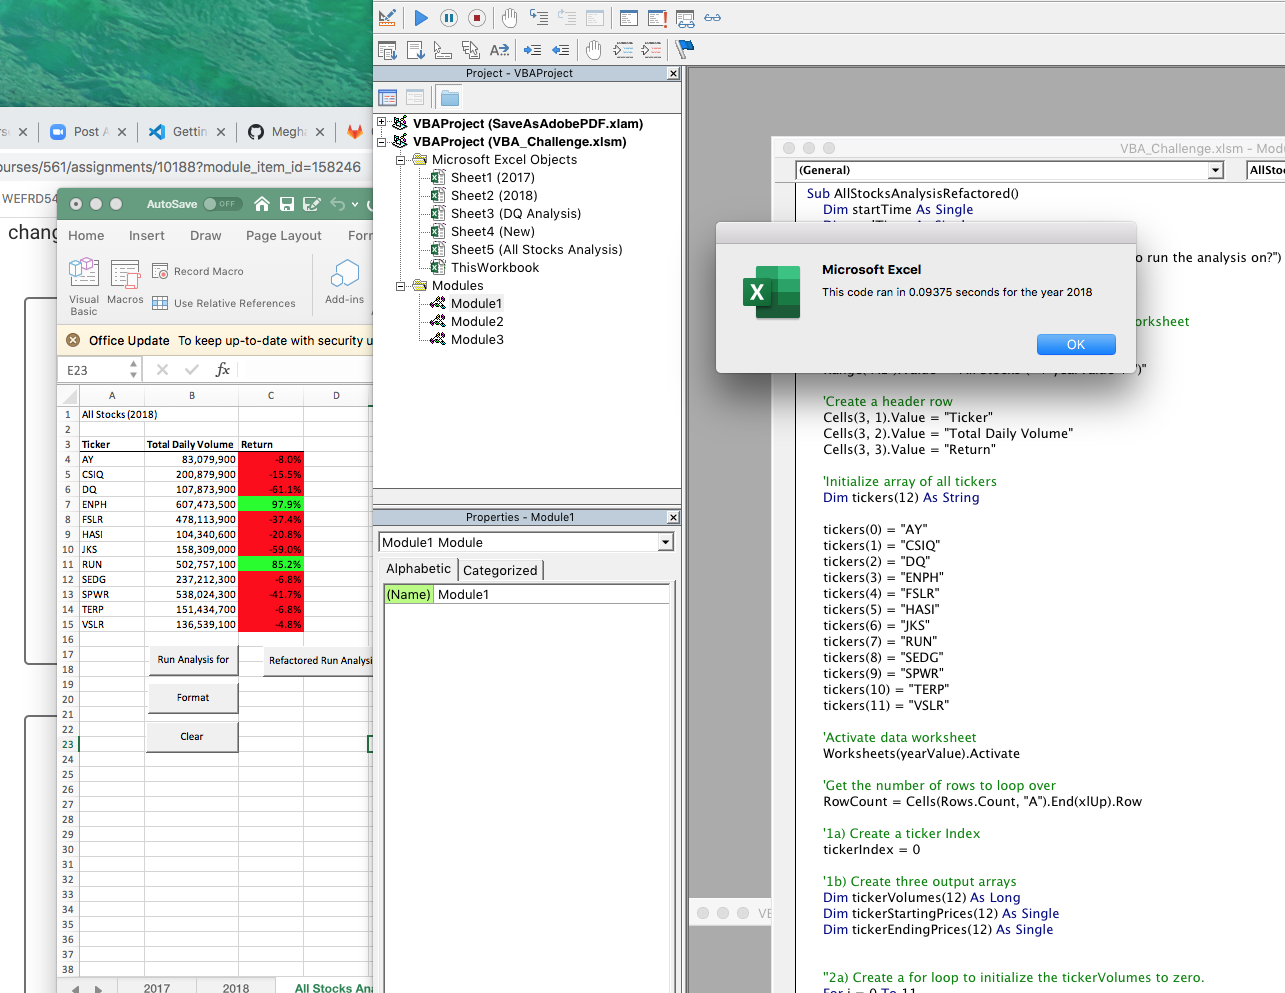 Post A
Gettin
Megha
ourses/561/assignments/10188?module_item_id=158246
WEFRD54
chang
AutoSave OFF
Home Insert Draw Page Layout Form
Visual Basic
Macros
Record Macro
Use Relative References
Add-ins
Office Update To keep up-to-date with security u
E23 fx
A B C D
1 All Stocks (2018)
2
3 Ticker Total Daily Volume Return
4 AY 83,079,900 -8.0%
5 CSIQ 200,879,900 -15.5%
6 DQ 107,873,900 -61.1%
7 ENPH 607,473,500 97.9%
8 FSLR 478,113,900 -37.4%
9 HASI 104,340,600 -20.8%
10 JKS 158,309,000 -59.0%
11 RUN 502,757,100 85.2%
12 SEDG 237,212,300 -6.8%
13 SPWR 538,024,300 -41.7%
14 TERP 151,434,700 -6.8%
15 VSLR 136,539,100 -4.8%
16
17
18
Run Analysis for
Refactored Run Analysi
19
20
21
Format
22
23
24
Clear
25
26
27
28
29
30
31
32
33
34
35
36
37
38
2017 2018 All Stocks Ana
Project - VBAProject
VBAProject (SaveAsAdobePDF.xlam)
VBAProject (VBA_Challenge.xlsm)
Microsoft Excel Objects
Sheet1 (2017)
Sheet2 (2018)
Sheet3 (DQ Analysis)
Sheet4 (New)
Sheet5 (All Stocks Analysis)
ThisWorkbook
Modules
Module1
Module2
Module3
Properties - Module1
Module1 Module
Alphabetic Categorized
(Name) Module1
VBA_Challenge.xlsm - Modu
(General) AllStoc
Sub AllStocksAnalysisRefactored()
Dim startTime As Single
o run the analysis on?")
Microsoft Excel
This code ran in 0.09375 seconds for the year 2018
OK
orksheet
'Create a header row
Cells(3, 1).Value = "Ticker"
Cells(3, 2).Value = "Total Daily Volume"
Cells(3, 3).Value = "Return"
'Initialize array of all tickers
Dim tickers(12) As String
tickers(0) = "AY"
tickers(1) = "CSIQ"
tickers(2) = "DQ"
tickers(3) = "ENPH"
tickers(4) = "FSLR"
tickers(5) = "HASI"
tickers(6) = "JKS"
tickers(7) = "RUN"
tickers(8) = "SEDG"
tickers(9) = "SPWR"
tickers(10) = "TERP"
tickers(11) = "VSLR"
'Activate data worksheet
Worksheets(yearValue).Activate
'Get the number of rows to loop over
RowCount = Cells(Rows.Count, "A").End(xlUp).Row
'1a) Create a ticker Index
tickerIndex = 0
'1b) Create three output arrays
Dim tickerVolumes(12) As Long
Dim tickerStartingPrices(12) As Single
Dim tickerEndingPrices(12) As Single
''2a) Create a for loop to initialize the tickerVolumes to zero.
For i = 0 To 11